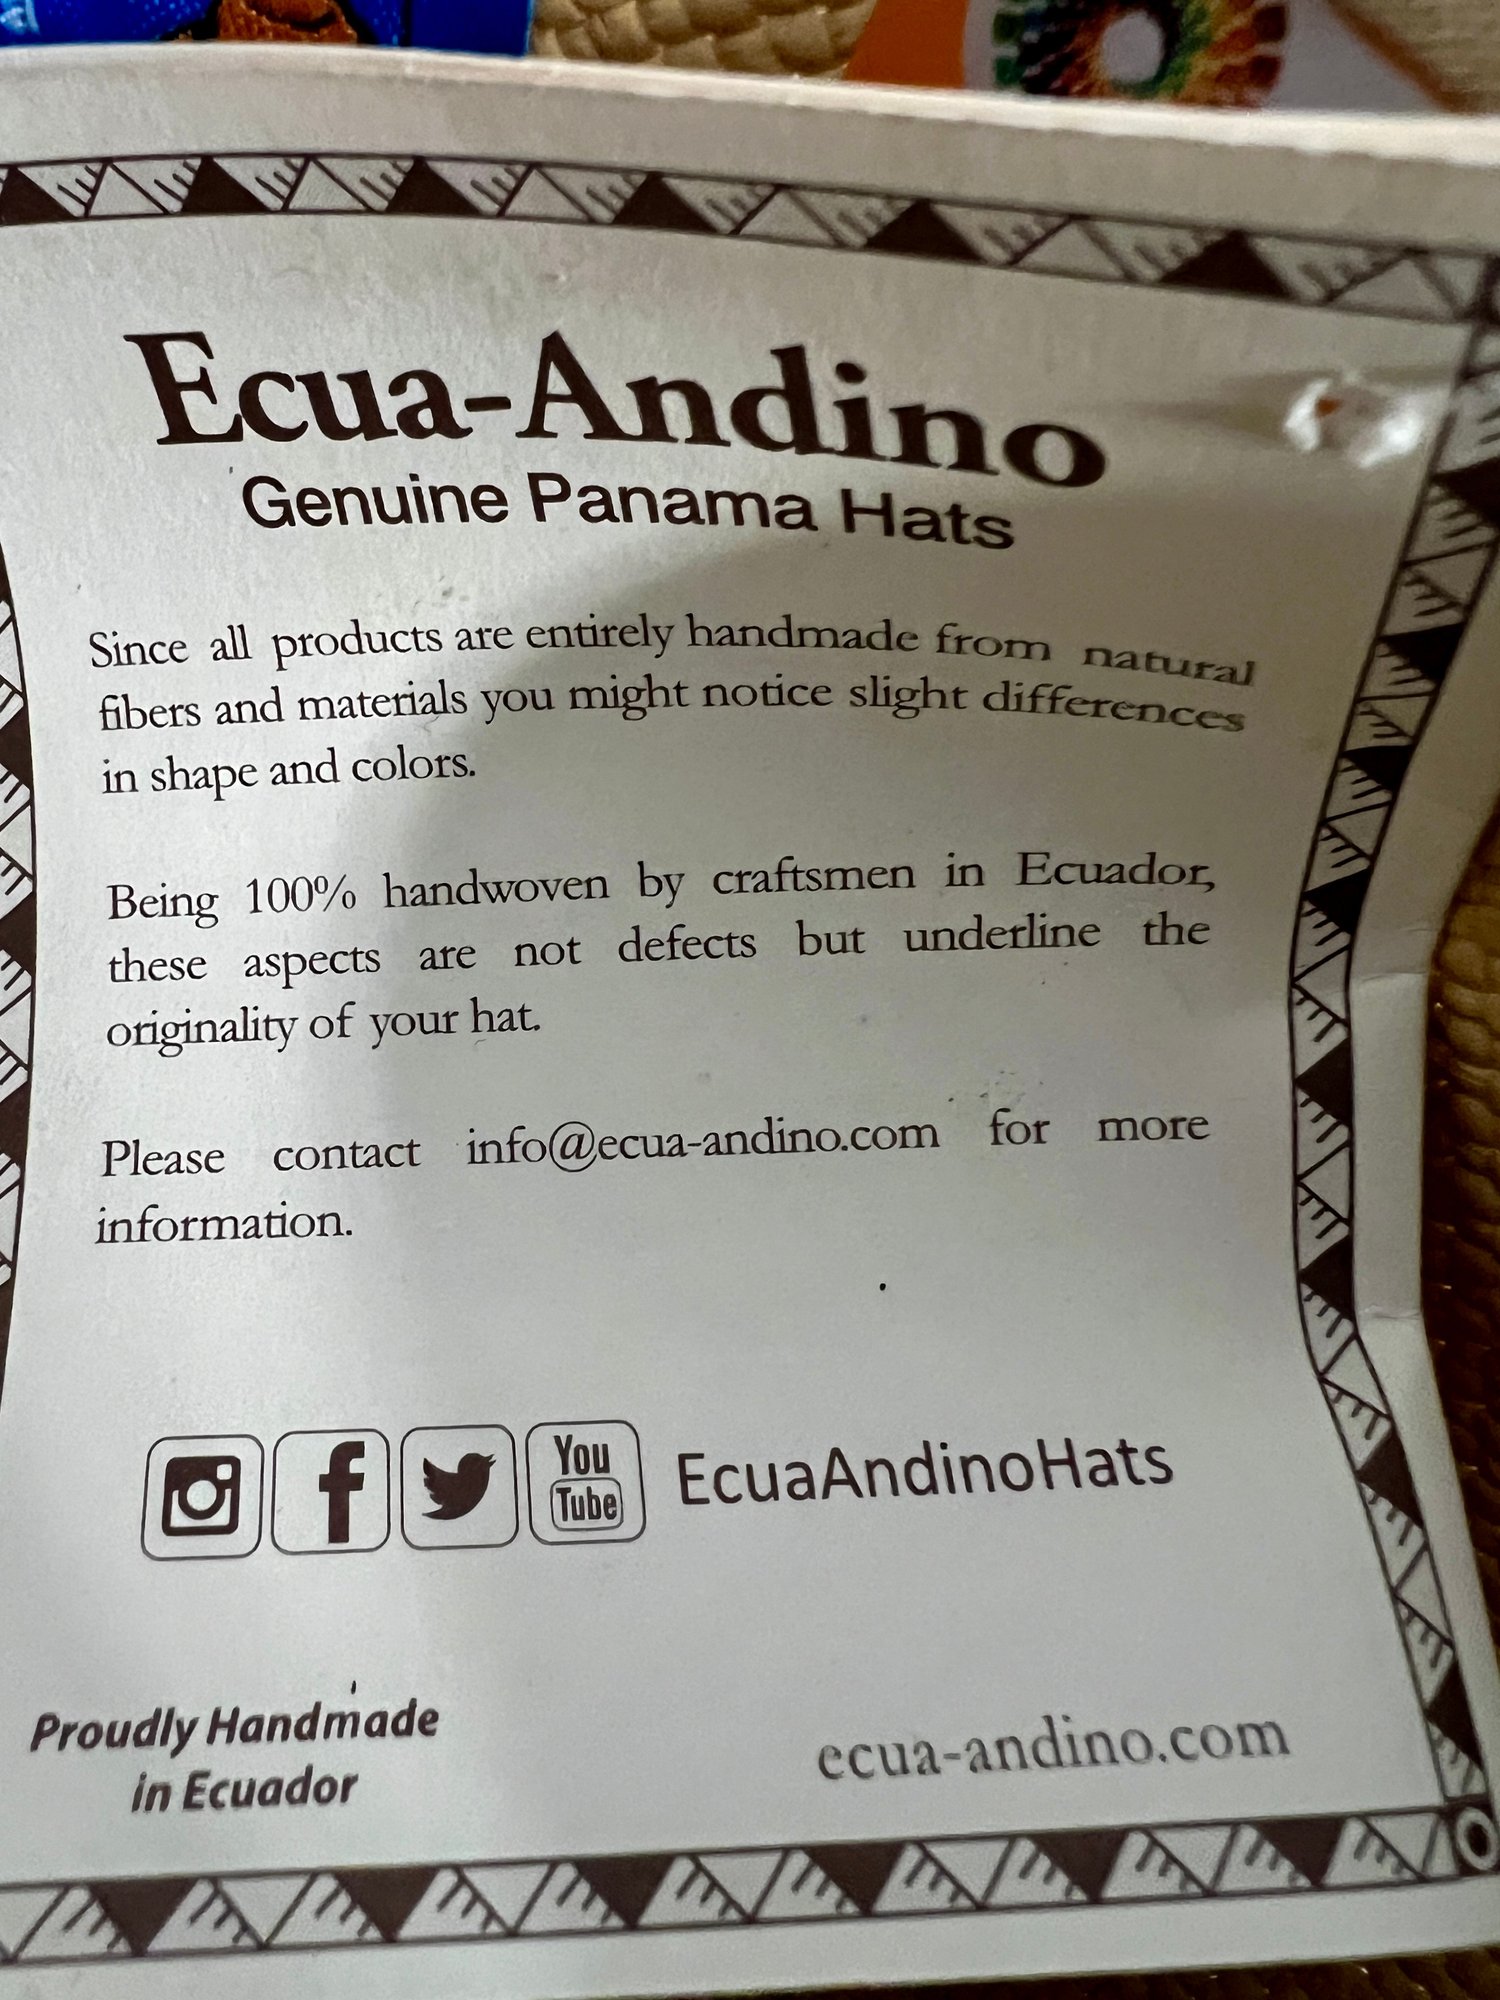 Ecua-Andino
Genuine Panama Hats
Since all products are entirely handmade from natural
fibers and materials you might notice slight differences
in shape and colors.
Being 100% handwoven by craftsmen in Ecuador,
these aspects are not defects but underline the
originality of your hat.
Please contact info@ecua-andino.com for more
information.
You
Tube
EcuaAndinoHats
Proudly Handmade
in Ecuador
ecua-andino.com